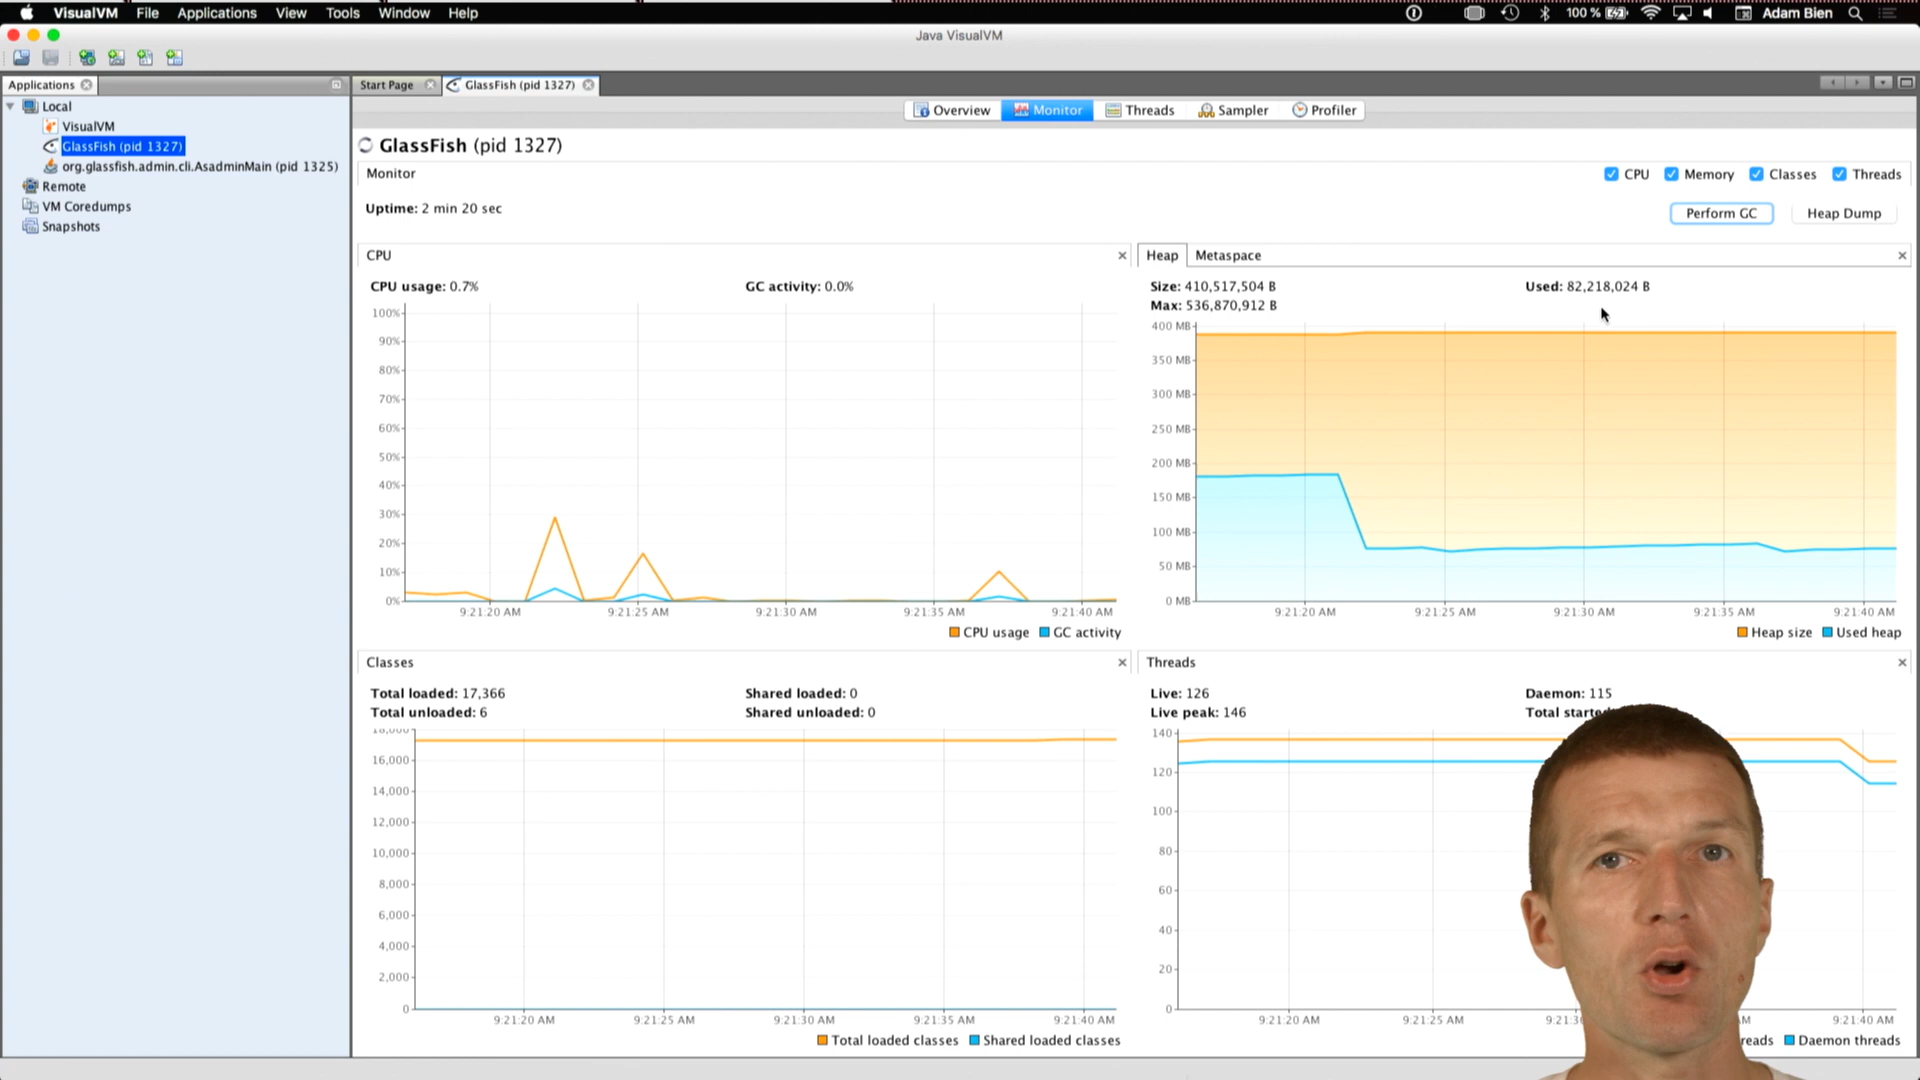 VisualVM File Applications View Tools Window Help 100 % Adam Bien
Java VisualVM
Applications Start Page GlassFish (pid 1327)
Local
VisualVM
GlassFish (pid 1327)
org.glassfish.admin.cli.AsadminMain (pid 1325)
Remote
VM Coredumps
Snapshots
Overview Monitor Threads Sampler Profiler
GlassFish (pid 1327)
Monitor CPU Memory Classes Threads
Uptime: 2 min 20 sec
Perform GC Heap Dump
CPU
CPU usage: 0.7% GC activity: 0.0%
100%
90%
80%
70%
60%
50%
40%
30%
20%
10%
0%
9:21:20 AM 9:21:25 AM 9:21:30 AM 9:21:35 AM 9:21:40 AM
CPU usage GC activity
Heap Metaspace
Size: 410,517,504 B Used: 82,218,024 B
Max: 536,870,912 B
400 MB
350 MB
300 MB
250 MB
200 MB
150 MB
100 MB
50 MB
0 MB
9:21:20 AM 9:21:25 AM 9:21:30 AM 9:21:35 AM 9:21:40 AM
Heap size Used heap
Classes
Total loaded: 17,366 Shared loaded: 0
Total unloaded: 6 Shared unloaded: 0
18,000
16,000
14,000
12,000
10,000
8,000
6,000
4,000
2,000
0
9:21:20 AM 9:21:25 AM 9:21:30 AM 9:21:35 AM 9:21:40 AM
Total loaded classes Shared loaded classes
Threads
Live: 126 Daemon: 115
Live peak: 146 Total starte
140
120
100
80
60
40
20
0
9:21:20 AM 9:21:25 AM 9:21:3 M 9:21:40 AM
reads Daemon threads